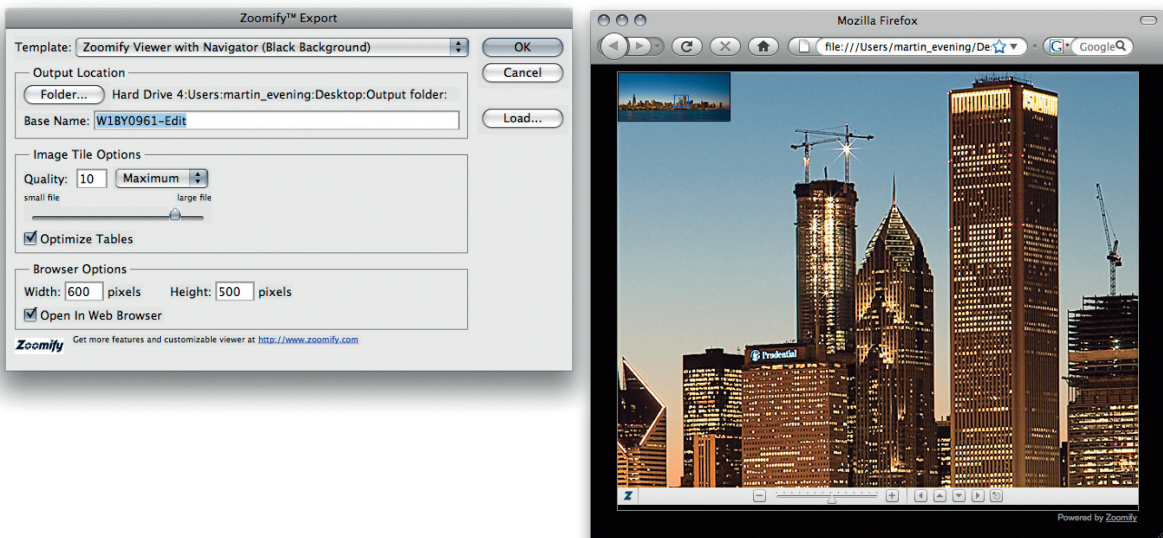 Zoomify™ Export
Template: Zoomify Viewer with Navigator (Black Background)
OK
Output Location
Cancel
Folder... Hard Drive 4:Users:martin_evening:Desktop:Output folder:
Base Name: W1BY0961-Edit
Load...
Image Tile Options
Quality: 10 Maximum
small file large file
Optimize Tables
Browser Options
Width: 600 pixels Height: 500 pixels
Open In Web Browser
Zoomify Get more features and customizable viewer at http://www.zoomify.com
Mozilla Firefox
file:///Users/martin_evening/De
G Google
Prudential
Z
Powered by Zoomify